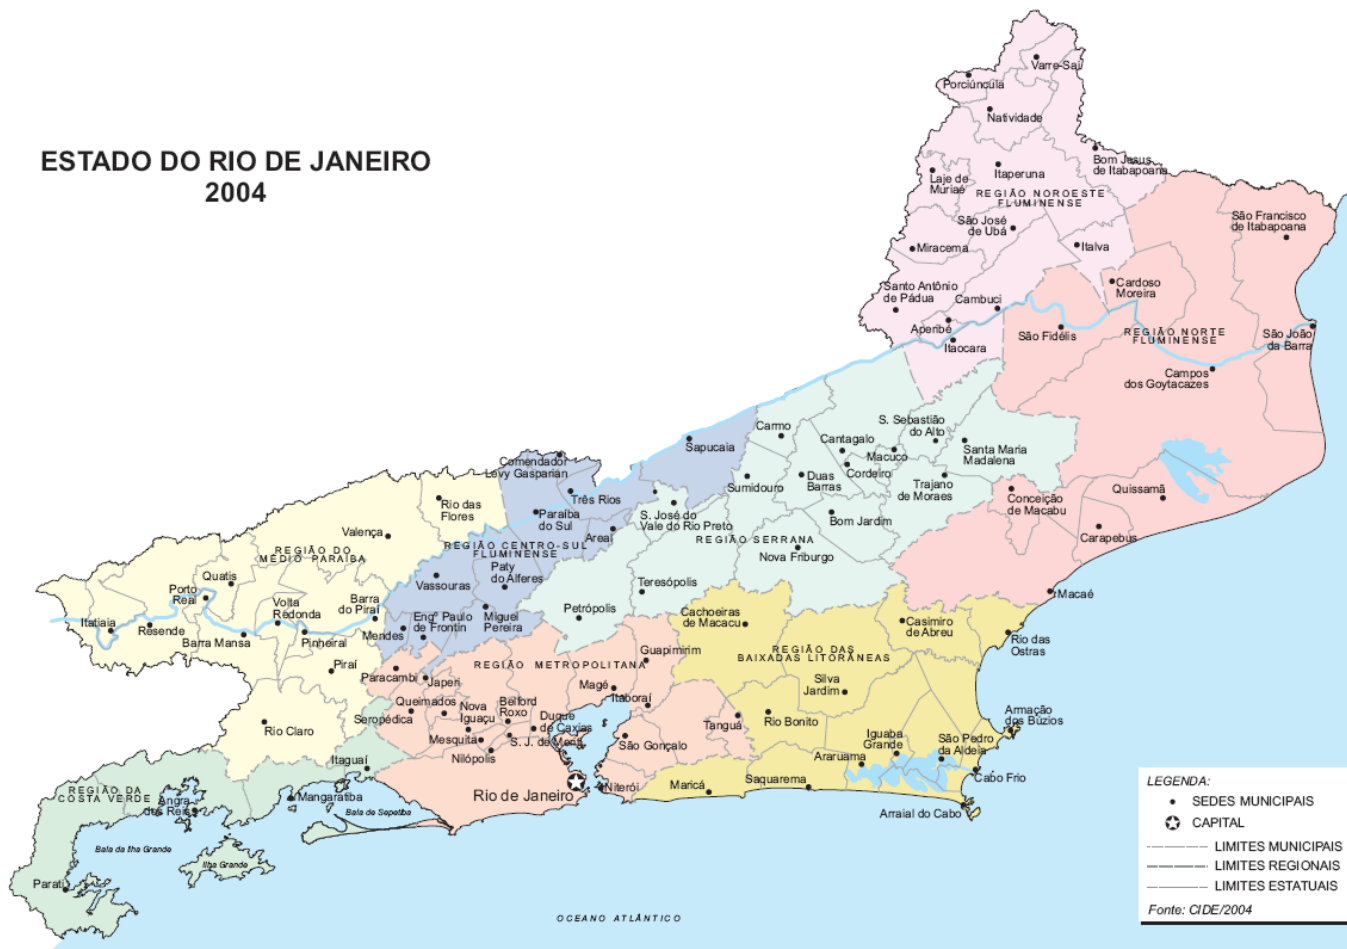 ESTADO DO RIO DE JANEIRO
2004
Varre-Sai
Porciúncula
Natividade
Bom Jesus
de Itabapoana
Itaperuna
Laje de
Muriaé
REGIÃO NOROESTE
FLUMINENSE
São José
de Ubá
Miracema
Italva
São Francisco
de Itabapoana
Santo Antônio
de Pádua
Cambuci
Cardoso
Moreira
Aperibé
Itaocara
São Fidélis
REGIÃO NORTE
FLUMINENSE
São João
da Barra
Campos
dos Goytacazes
Carmo
Cantagalo
S. Sebastião
do Alto
Macuco
Cordeiro
Santa Maria
Madalena
Sapucaia
Comendador
Levy Gasparian
Três Rios
Sumidouro
Duas
Barras
Trajano
de Moraes
Conceição
de Macabu
Quissamã
Carapebus
Rio das
Flores
Paraíba
do Sul
Areal
S. José do
Vale do Rio Preto
Bom Jardim
REGIÃO SERRANA
Nova Friburgo
Valença
REGIÃO DO
MÉDIO PARAÍBA
REGIÃO CENTRO-SUL
FLUMINENSE
Paty
do Alferes
Vassouras
Teresópolis
Petrópolis
Macaé
Quatis
Porto
Real
Volta
Redonda
Barra
do Piraí
Itatiaia
Resende
Barra Mansa
Pinheiral
Mendes
Engº Paulo
de Frontin
Miguel
Pereira
Cachoeiras
de Macacu
Casimiro
de Abreu
Rio das
Ostras
REGIÃO DAS
BAIXADAS LITORÂNEAS
Piraí
Paracambi
Japeri
REGIÃO METROPOLITANA
Guapimirim
Magé
Itaboraí
Silva
Jardim
Rio Claro
Seropédica
Queimados
Nova
Iguaçu
Belford
Roxo
Duque
de Caxias
Mesquita
S. J. de Meriti
Nilópolis
São Gonçalo
Tanguá
Rio Bonito
Armação
dos Búzios
Iguaba
Grande
São Pedro
da Aldeia
Araruama
Cabo Frio
Itaguaí
REGIÃO DA
COSTA VERDE
Angra
dos Reis
Mangaratiba
Baía de Sepetiba
Rio de Janeiro
Niterói
Maricá
Saquarema
Arraial do Cabo
Baía da Ilha Grande
Ilha Grande
Parati
OCEANO ATLÂNTICO
LEGENDA:
SEDES MUNICIPAIS
CAPITAL
LIMITES MUNICIPAIS
LIMITES REGIONAIS
LIMITES ESTATUAIS
Fonte: CIDE/2004